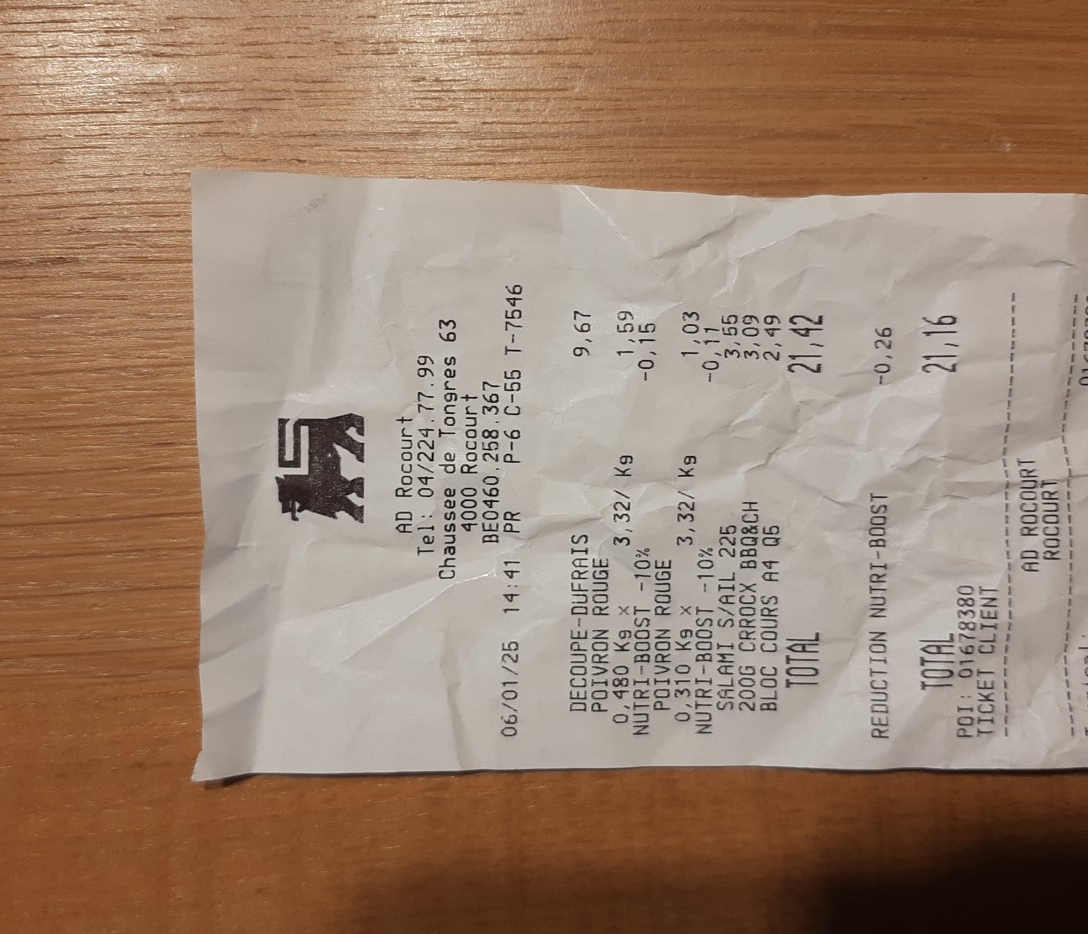 AD Rocourt
Tel: 04/224.77.99
Chaussee de Tongres 63
4000 Rocourt
BE0460.258.367
06/01/25 14:41 PR P-6 C-55 T-7546
DECOUPE-DUFRAIS 9,67
POIVRON ROUGE
0,480 Kg x 3,32/ Kg 1,59
NUTRI-BOOST -10% -0,15
POIVRON ROUGE
0,310 Kg x 3,32/ Kg 1,03
NUTRI-BOOST -10% -0,11
SALAMI S/AIL 225 3,55
200G CRROCX BBQ&CH 3,09
BLOC COURS A4 Q5 2,49
TOTAL 21,42
REDUCTION NUTRI-BOOST -0,26
TOTAL 21,16
POI: 01678380
TICKET CLIENT
--------------------------------
AD ROCOURT
ROCOURT
--------------------------------